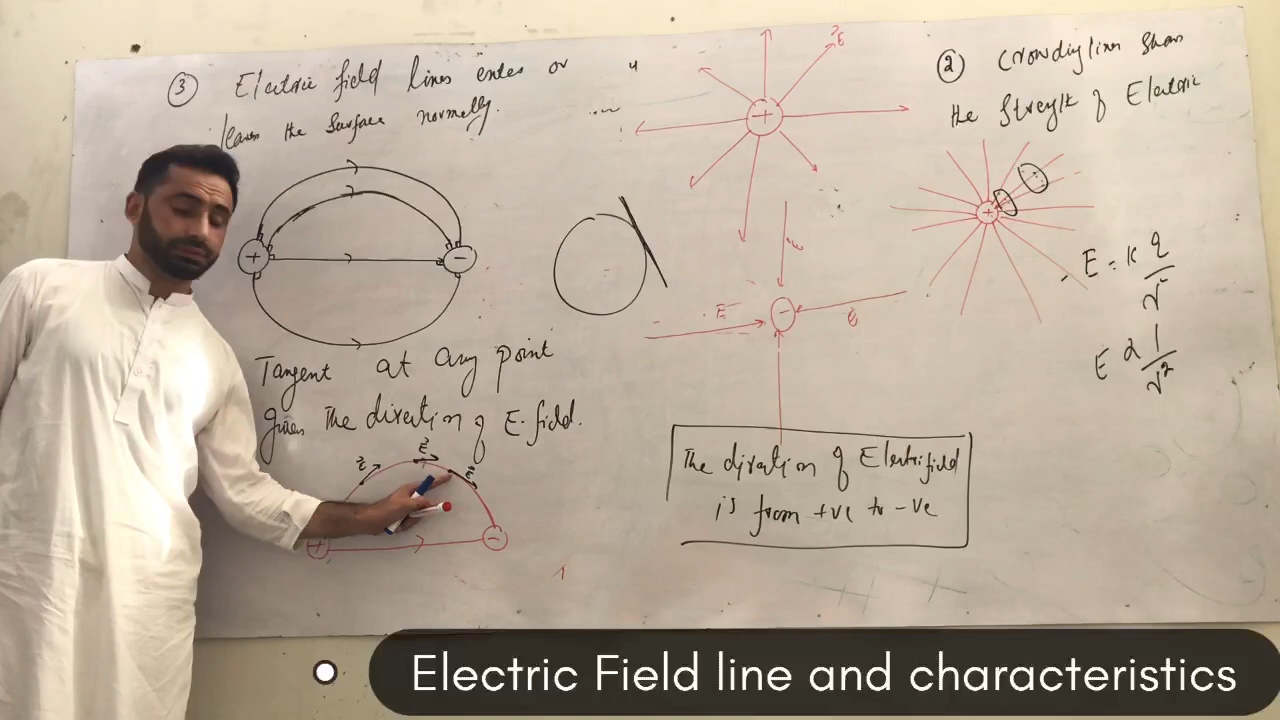 ③ Electric field lines enter or
leaves the surface normally.
+
-
Tangent at any point
gives the direction of E. field.
E⃗
E⃗
E⃗
+
-
+
E⃗
-
E
E⃗
The direction of Electric field
is from +ve to -ve
② Crowding lines show
the Strength of Electric
+
E = K q/r²
E α 1/r²
Electric Field line and characteristics